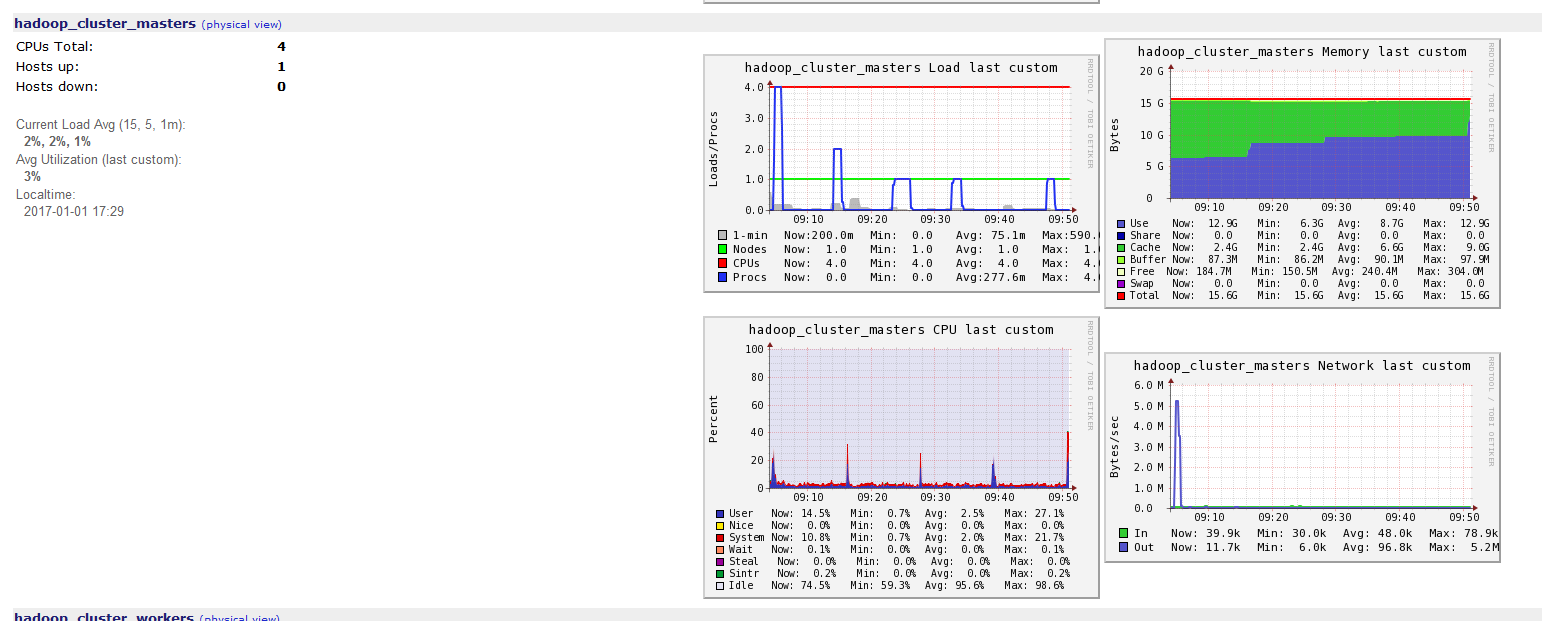 hadoop_cluster_masters (physical view)
CPUs Total: 4
Hosts up: 1
Hosts down: 0
Current Load Avg (15, 5, 1m):
2%, 2%, 1%
Avg Utilization (last custom):
3%
Localtime:
2017-01-01 17:29
hadoop_cluster_masters Load last custom
RRDTOOL / TOBI OETIKER
Loads/Procs
4.0
3.0
2.0
1.0
0.0
09:10 09:20 09:30 09:40 09:50
1-min Now:200.0m Min: 0.0 Avg: 75.1m Max:590.
Nodes Now: 1.0 Min: 1.0 Avg: 1.0 Max: 1.
CPUs Now: 4.0 Min: 4.0 Avg: 4.0 Max: 4.
Procs Now: 0.0 Min: 0.0 Avg:277.6m Max: 4.
hadoop_cluster_masters Memory last custom
RRDTOOL / TOBI OETIKER
Bytes
20 G
15 G
10 G
5 G
0
09:10 09:20 09:30 09:40 09:50
Use Now: 12.9G Min: 6.3G Avg: 8.7G Max: 12.9G
Share Now: 0.0 Min: 0.0 Avg: 0.0 Max: 0.0
Cache Now: 2.4G Min: 2.4G Avg: 6.6G Max: 9.0G
Buffer Now: 87.3M Min: 86.2M Avg: 90.1M Max: 97.9M
Free Now: 184.7M Min: 150.5M Avg: 240.4M Max: 304.0M
Swap Now: 0.0 Min: 0.0 Avg: 0.0 Max: 0.0
Total Now: 15.6G Min: 15.6G Avg: 15.6G Max: 15.6G
hadoop_cluster_masters CPU last custom
RRDTOOL / TOBI OETIKER
Percent
100
80
60
40
20
0
09:10 09:20 09:30 09:40 09:50
User Now: 14.5% Min: 0.7% Avg: 2.5% Max: 27.1%
Nice Now: 0.0% Min: 0.0% Avg: 0.0% Max: 0.0%
System Now: 10.8% Min: 0.7% Avg: 2.0% Max: 21.7%
Wait Now: 0.1% Min: 0.0% Avg: 0.0% Max: 0.1%
Steal Now: 0.0% Min: 0.0% Avg: 0.0% Max: 0.0%
Sintr Now: 0.2% Min: 0.0% Avg: 0.0% Max: 0.2%
Idle Now: 74.5% Min: 59.3% Avg: 95.6% Max: 98.6%
hadoop_cluster_masters Network last custom
RRDTOOL / TOBI OETIKER
Bytes/sec
6.0 M
5.0 M
4.0 M
3.0 M
2.0 M
1.0 M
0.0
09:10 09:20 09:30 09:40 09:50
In Now: 39.9k Min: 30.0k Avg: 48.0k Max: 78.9k
Out Now: 11.7k Min: 6.0k Avg: 96.8k Max: 5.2M
hadoop_cluster_workers (physical view)